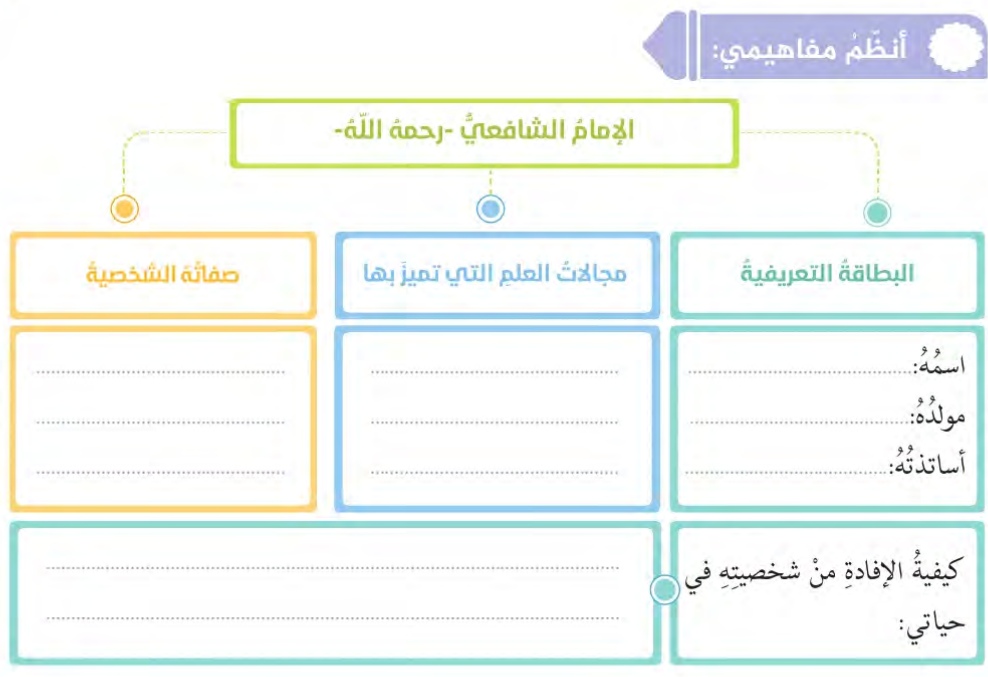 أنظّمُ مفاهيمي:
الإمامُ الشافعيُّ -رحمهُ اللّهُ-
البطاقةُ التعريفيةُ
مجالاتُ العلمِ التي تميزَ بها
صفاتُهُ الشخصيةُ
اسمُهُ:
مولدُهُ:
أساتذتُهُ:
كيفيةُ الإفادةِ منْ شخصيتِهِ في
حياتي: